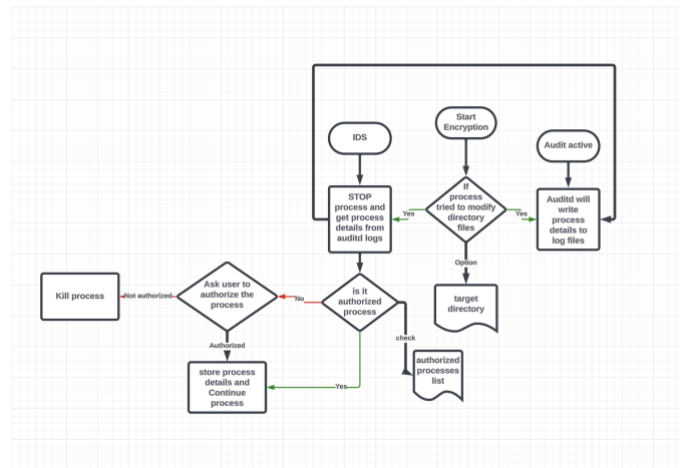 Start
Encryption
IDS
Audit active
If
process
tried to modify
directory
files
STOP
process and
get process
details from
auditd logs
Auditd will
write
process
details to
log files
Yes
Yes
Option
target
directory
Ask user to
authorize the
process
is it
authorized
process
Kill process
Not authorized
No
check
Authorized
authorized
processes
list
store process
details and
Continue
process
Yes